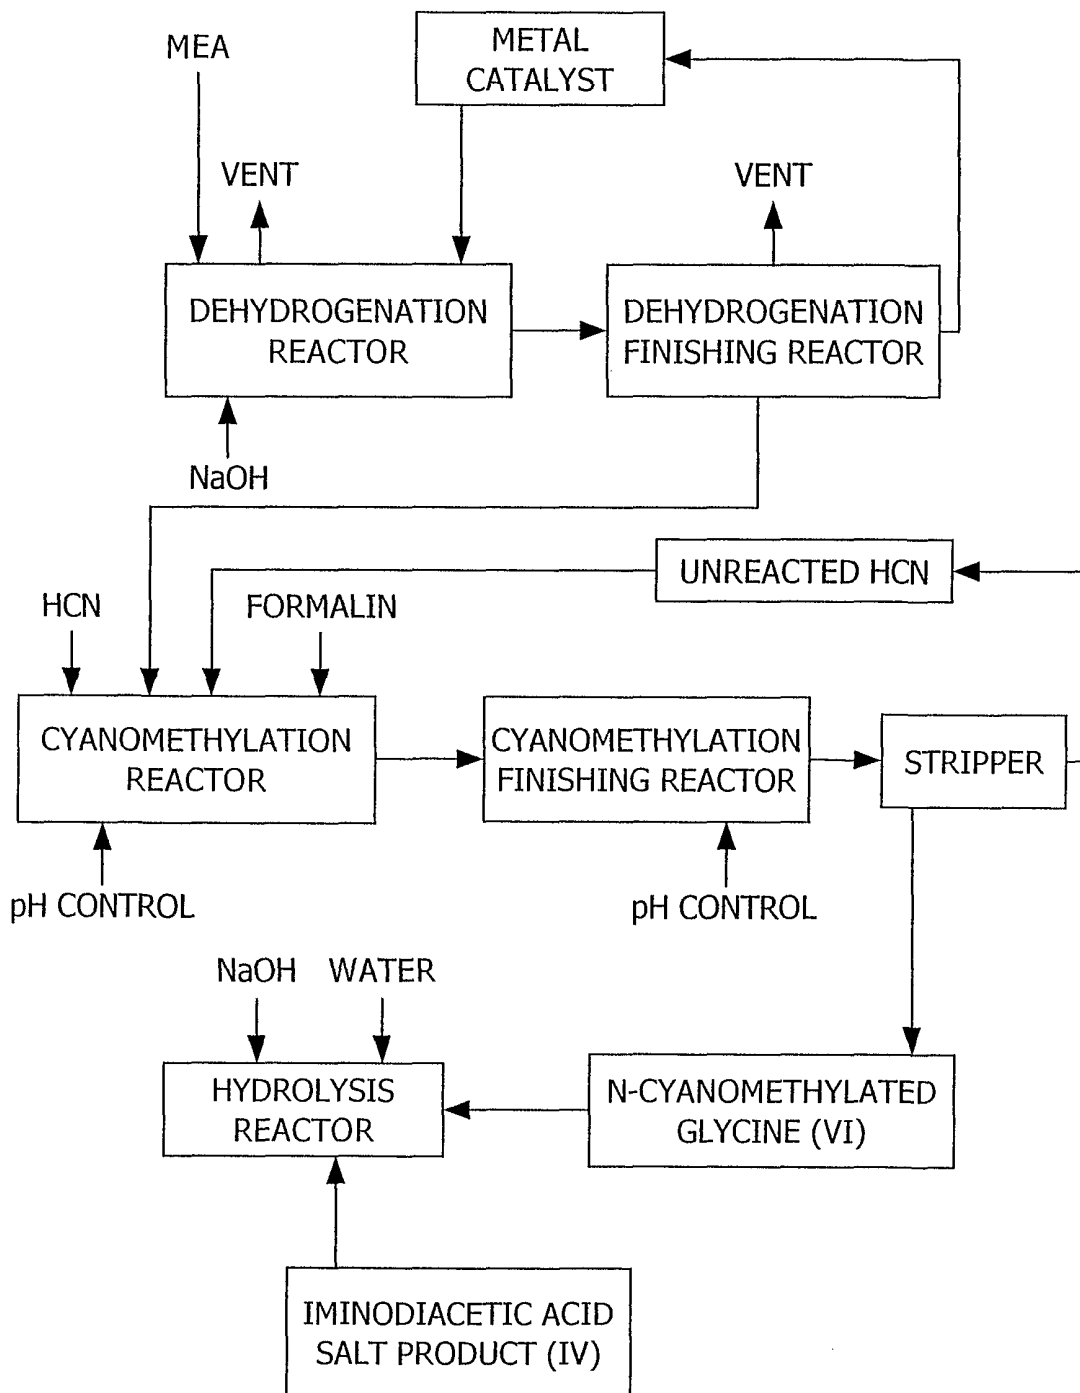 METAL
CATALYST
MEA
VENT
VENT
DEHYDROGENATION
REACTOR
DEHYDROGENATION
FINISHING REACTOR
NaOH
UNREACTED HCN
HCN
FORMALIN
CYANOMETHYLATION
REACTOR
CYANOMETHYLATION
FINISHING REACTOR
STRIPPER
pH CONTROL
pH CONTROL
NaOH
WATER
HYDROLYSIS
REACTOR
N-CYANOMETHYLATED
GLYCINE (VI)
IMINODIACETIC ACID
SALT PRODUCT (IV)